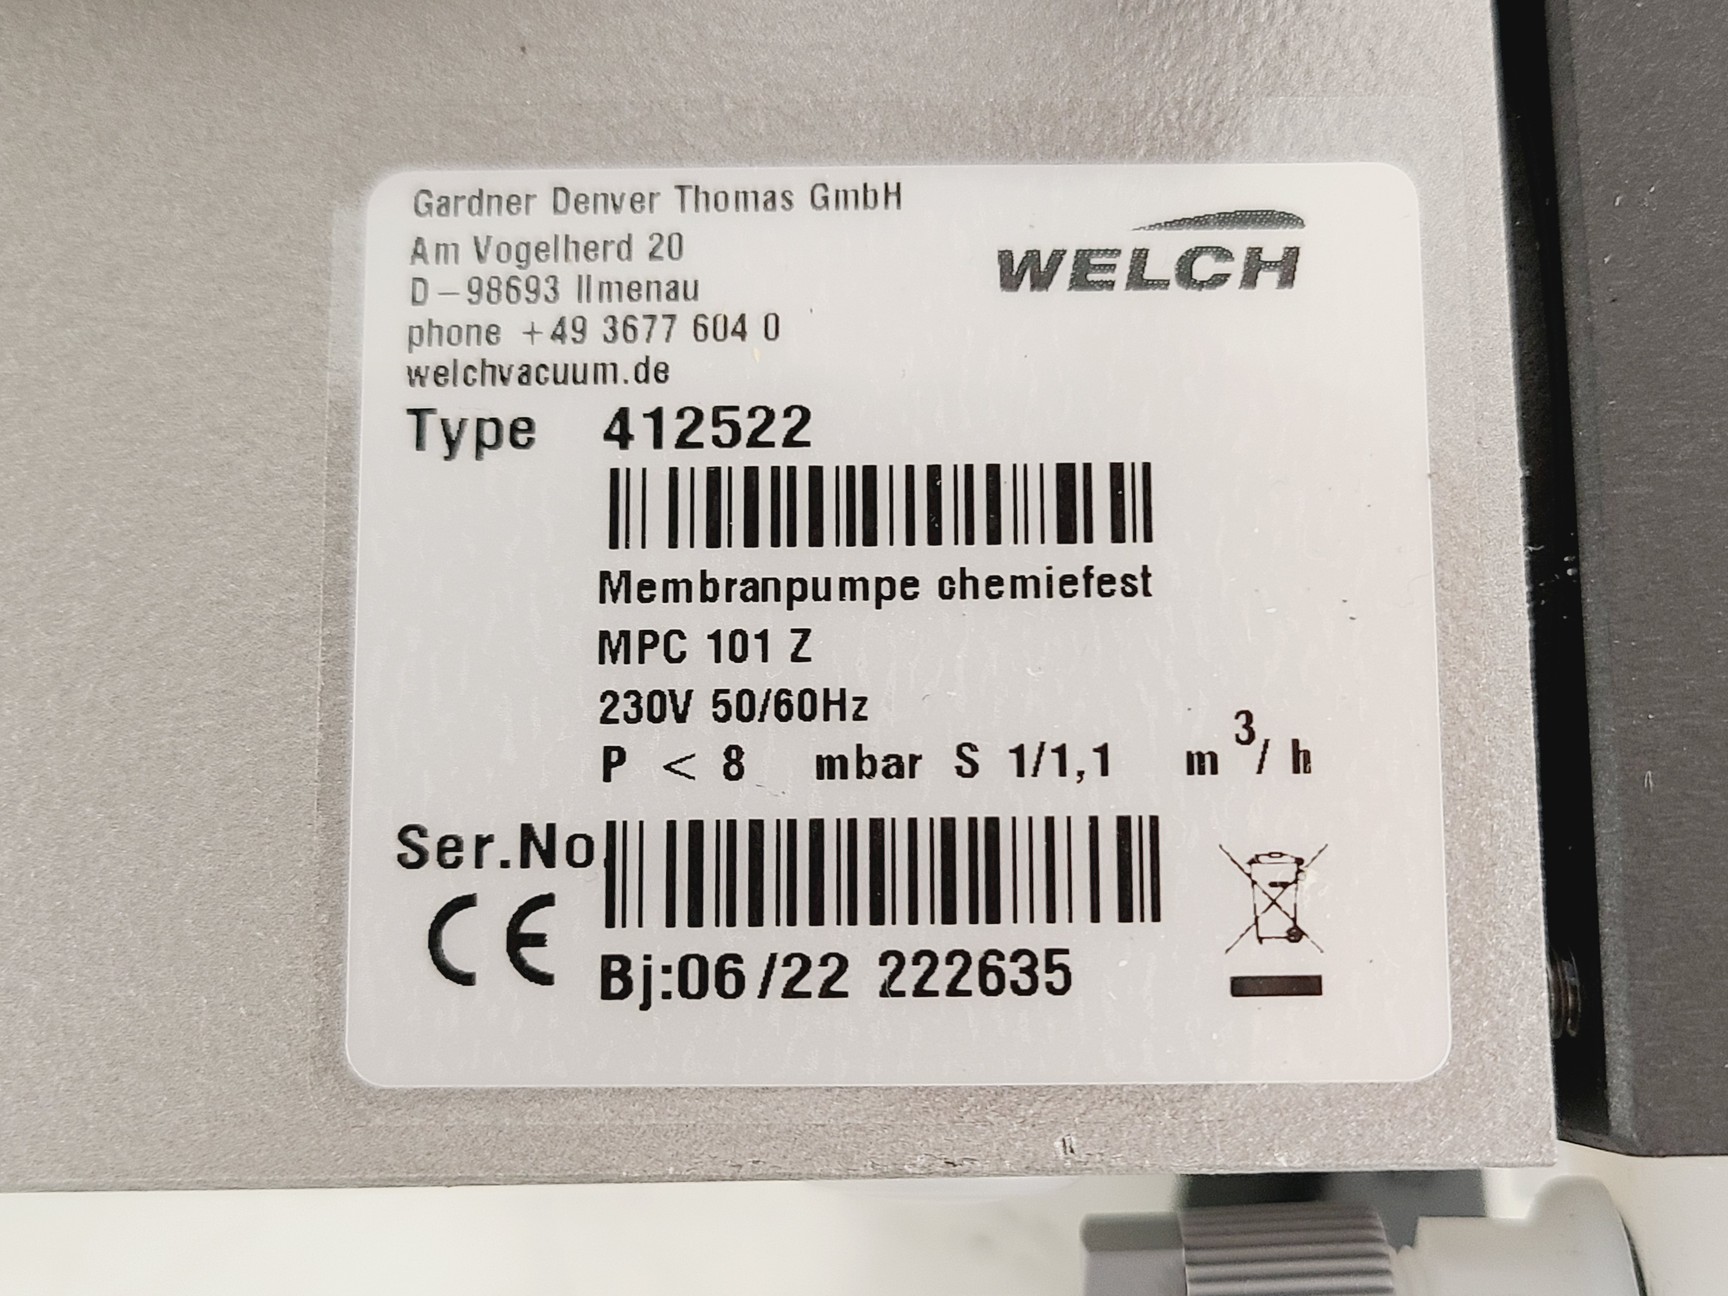 Gardner Denver Thomas GmbH
Am Vogelherd 20
D-98693 Ilmenau
phone +49 3677 604 0
welchvacuum.de
WELCH
Type 412522
Membranpumpe chemiefest
MPC 101 Z
230V 50/60Hz
P < 8 mbar S 1/1,1 m³/h
Ser.No.
CE
Bj:06/22 222635